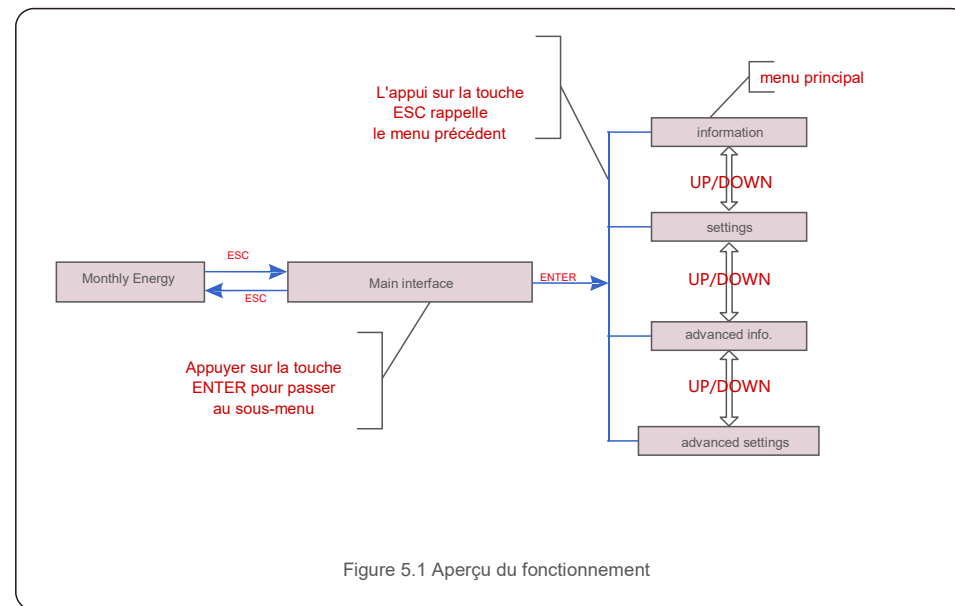 L'appui sur la touche
ESC rappelle
le menu précédent
menu principal
information
UP/DOWN
settings
ESC
Monthly Energy
Main interface
ENTER
UP/DOWN
ESC
advanced info.
Appuyer sur la touche
ENTER pour passer
au sous-menu
UP/DOWN
advanced settings
Figure 5.1 Aperçu du fonctionnement